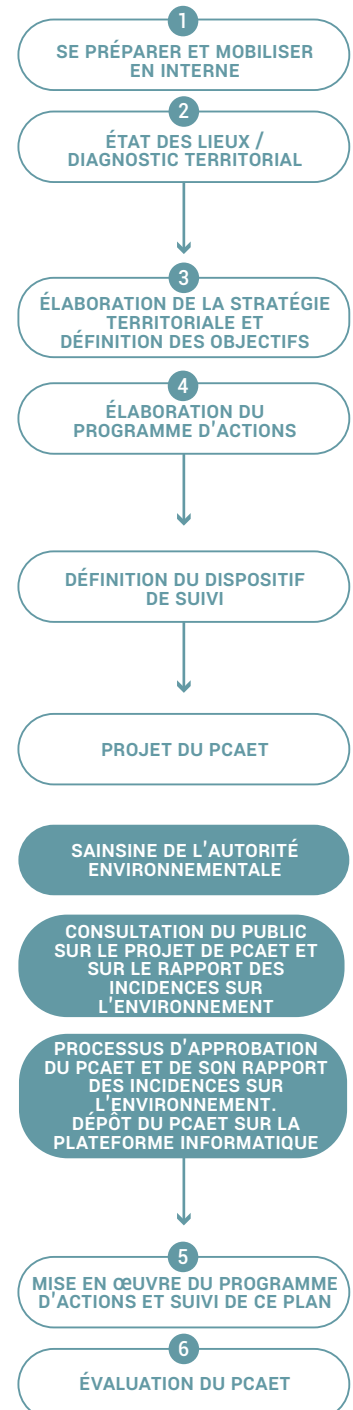 1
SE PRÉPARER ET MOBILISER
EN INTERNE
2
ÉTAT DES LIEUX /
DIAGNOSTIC TERRITORIAL
3
ÉLABORATION DE LA STRATÉGIE
TERRITORIALE ET
DÉFINITION DES OBJECTIFS
4
ÉLABORATION DU
PROGRAMME D'ACTIONS
DÉFINITION DU DISPOSITIF
DE SUIVI
PROJET DU PCAET
SAINSINE DE L'AUTORITÉ
ENVIRONNEMENTALE
CONSULTATION DU PUBLIC
SUR LE PROJET DE PCAET ET
SUR LE RAPPORT DES
INCIDENCES SUR
L'ENVIRONNEMENT
PROCESSUS D'APPROBATION
DU PCAET ET DE SON RAPPORT
DES INCIDENCES SUR
L'ENVIRONNEMENT.
DÉPÔT DU PCAET SUR LA
PLATEFORME INFORMATIQUE
5
MISE EN ŒUVRE DU PROGRAMME
D'ACTIONS ET SUIVI DE CE PLAN
6
ÉVALUATION DU PCAET